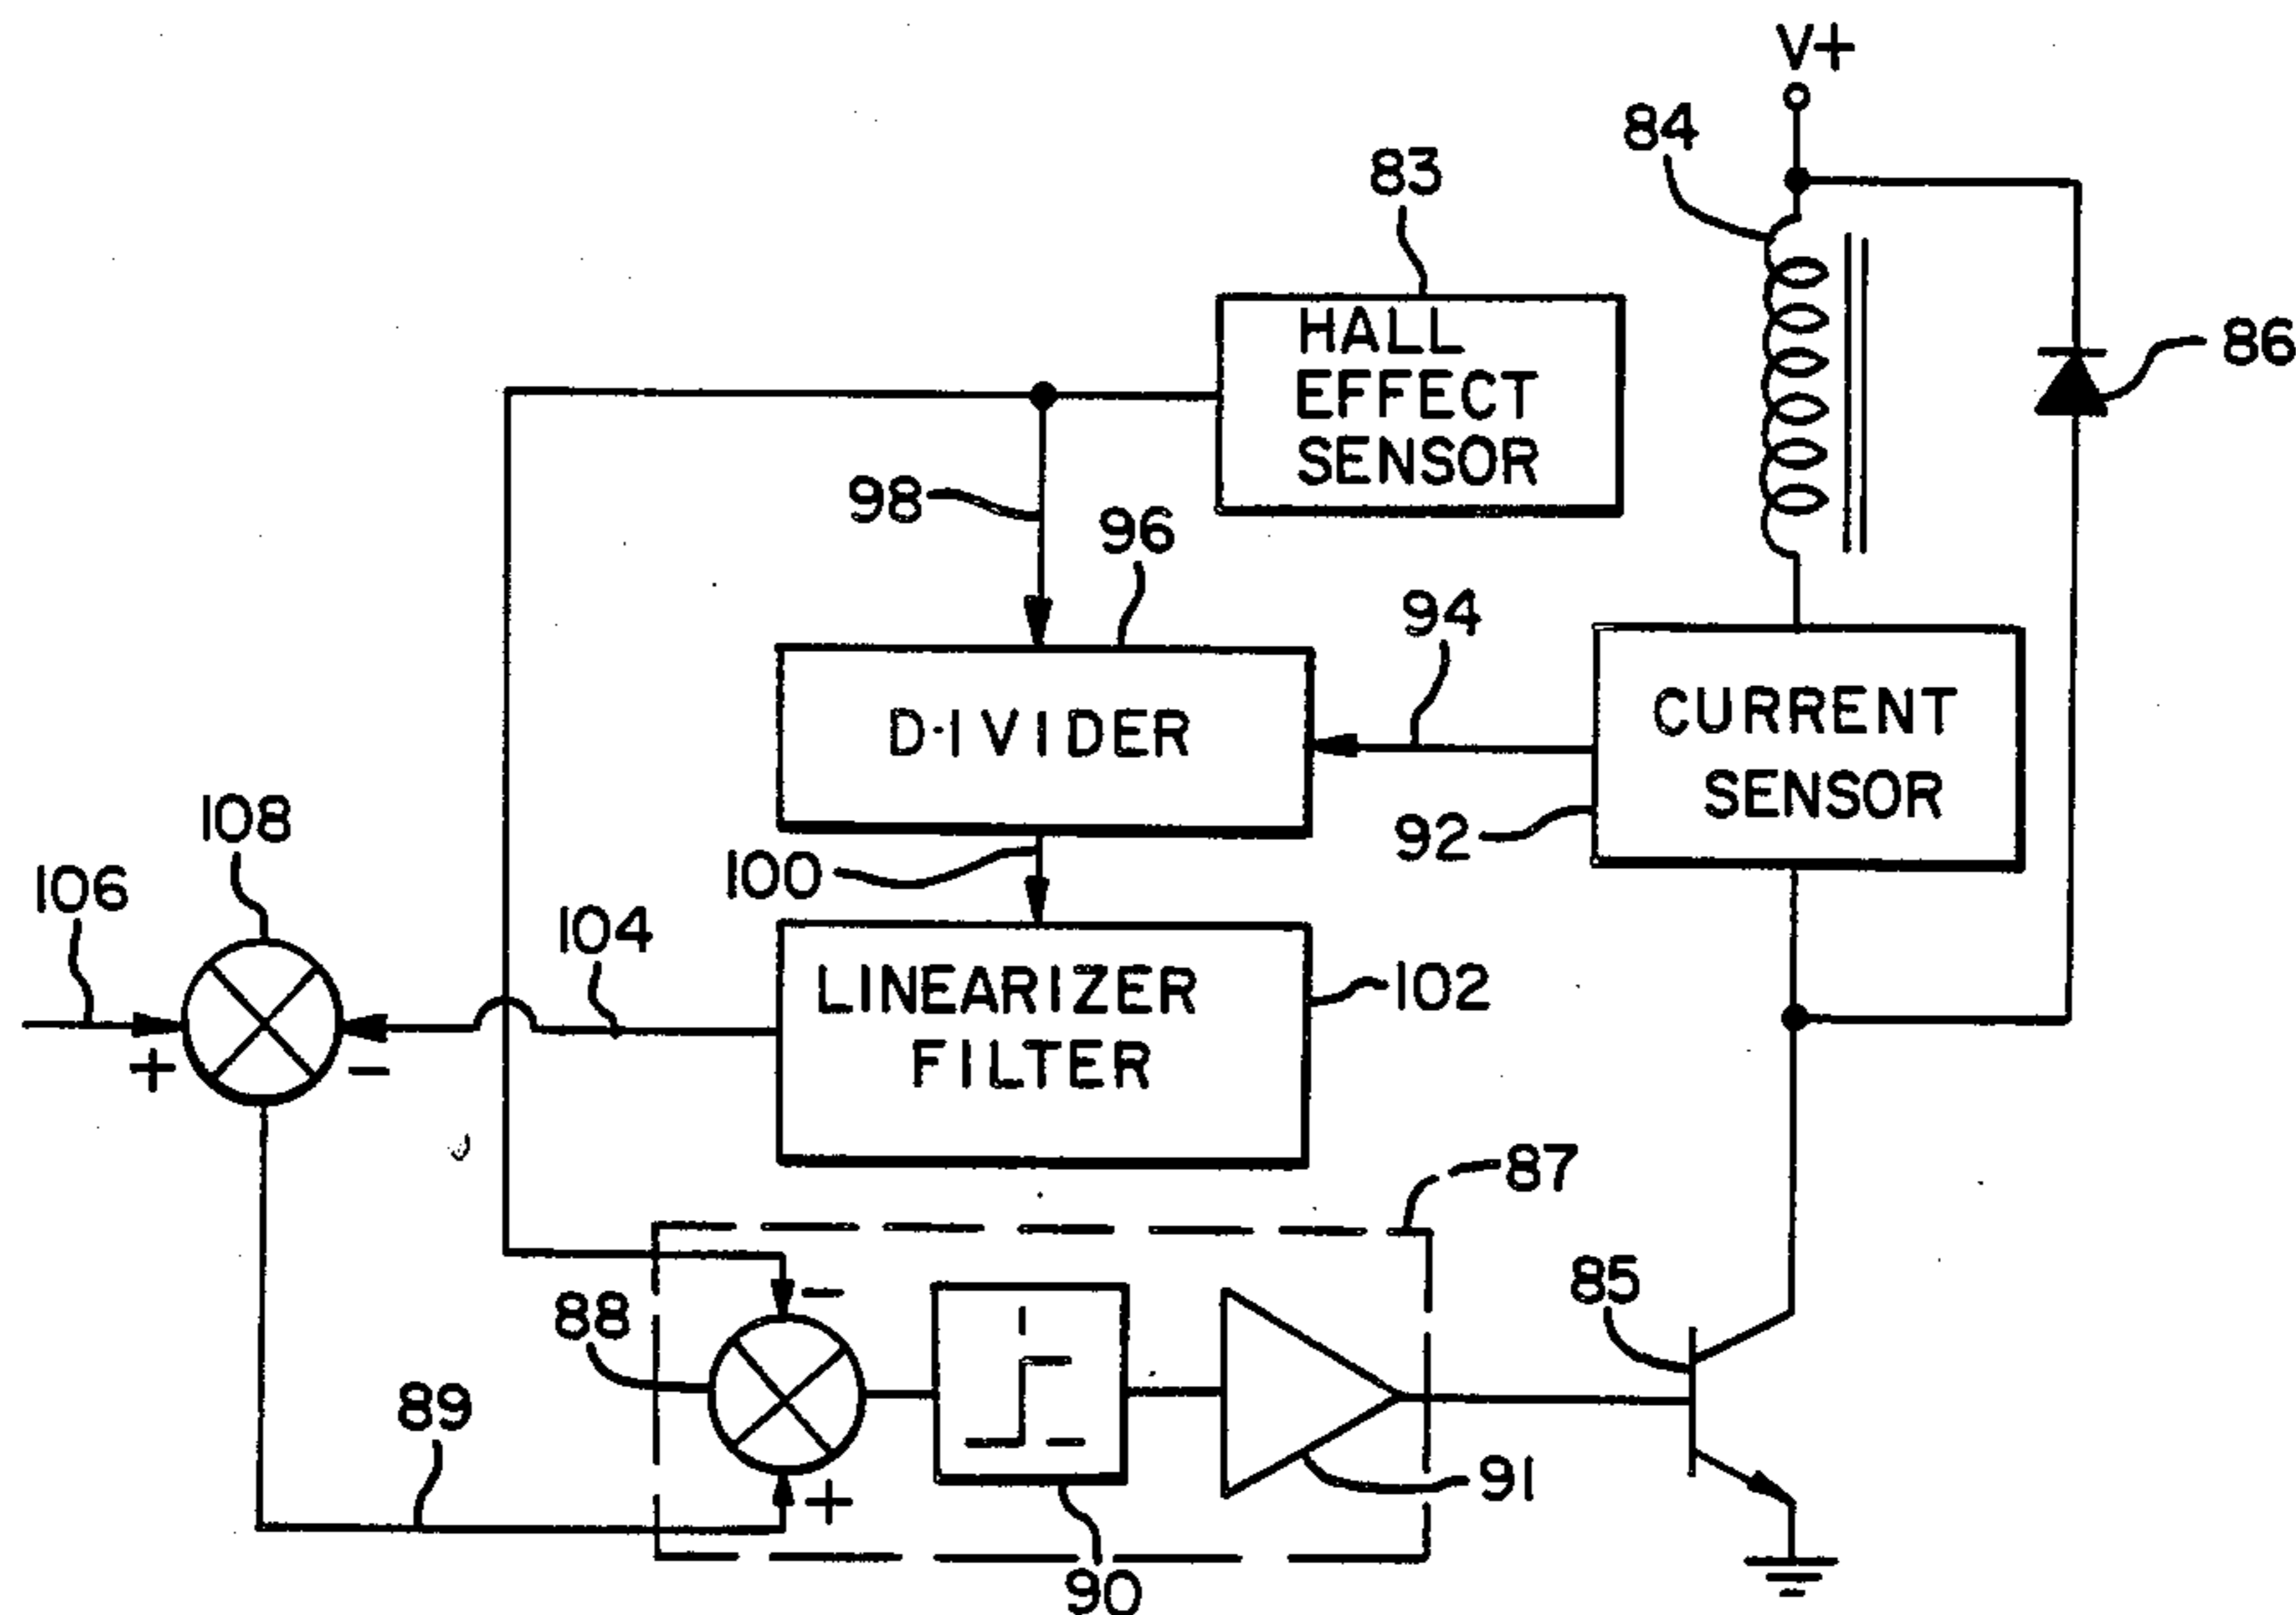 V+
84
83
HALL
EFFECT
SENSOR
86
98
96
94
DIVIDER
CURRENT
SENSOR
92
108
106
100
104
LINEARIZER
FILTER
102
+
-
87
85
88
-
89
+
91
90